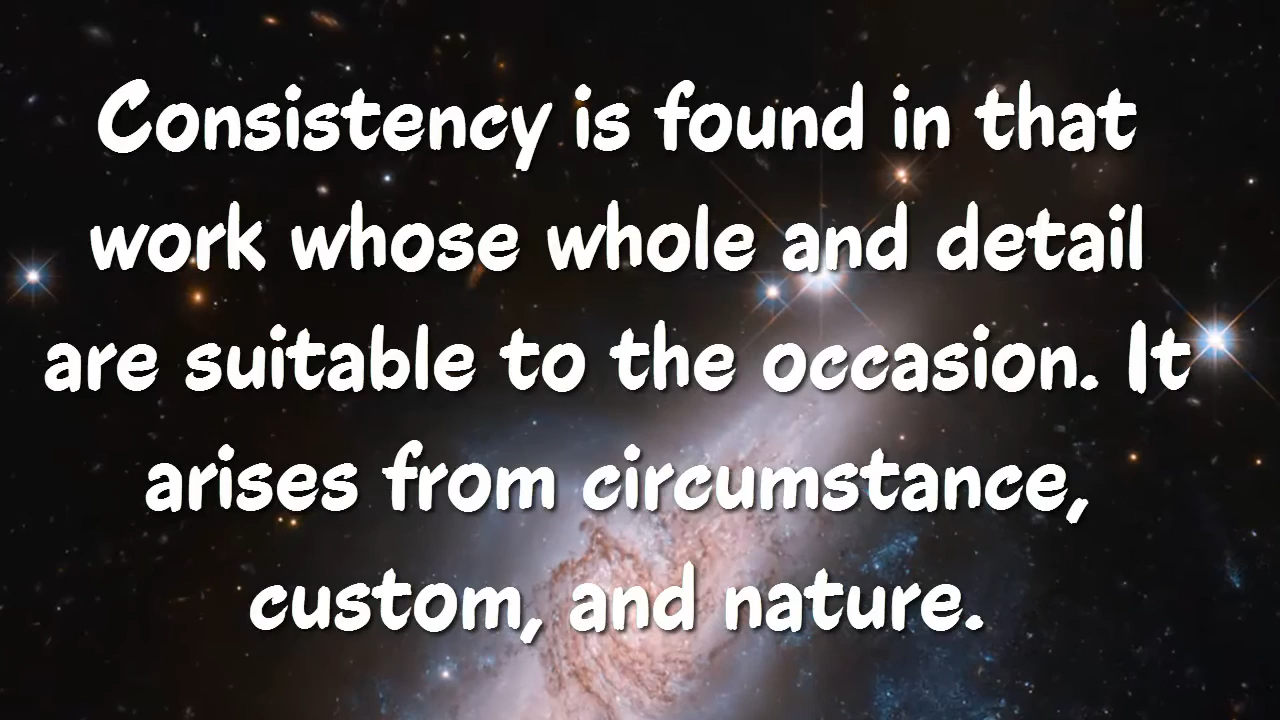 Consistency is found in that
work whose whole and detail
are suitable to the occasion. It
arises from circumstance,
custom, and nature.